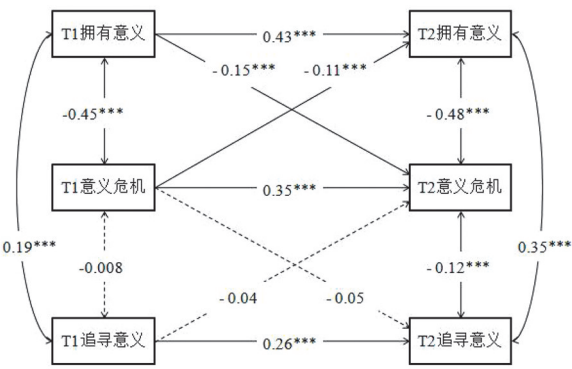 T1拥有意义
0.43***
T2拥有意义
- 0.15***
- 0.11***
-0.45***
- 0.48***
T1意义危机
0.35***
T2意义危机
0.19***
-0.008
- 0.04
- 0.05
- 0.12***
0.35***
T1追寻意义
0.26***
T2追寻意义